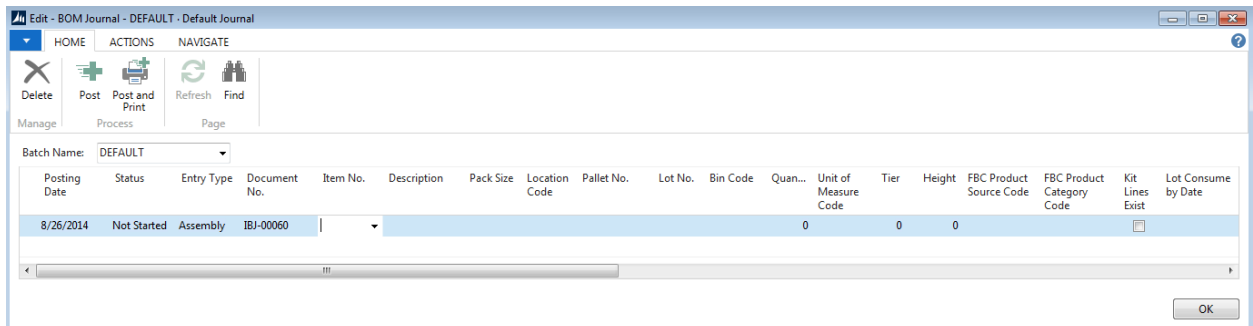 Edit - BOM Journal - DEFAULT · Default Journal
HOME ACTIONS NAVIGATE
Delete Post Post and Print Refresh Find
Manage Process Page
Batch Name: DEFAULT
Posting Date Status Entry Type Document No. Item No. Description Pack Size Location Code Pallet No. Lot No. Bin Code Quan... Unit of Measure Code Tier Height FBC Product Source Code FBC Product Category Code Kit Lines Exist Lot Consume by Date
8/26/2014 Not Started Assembly IBJ-00060 0 0 0
OK